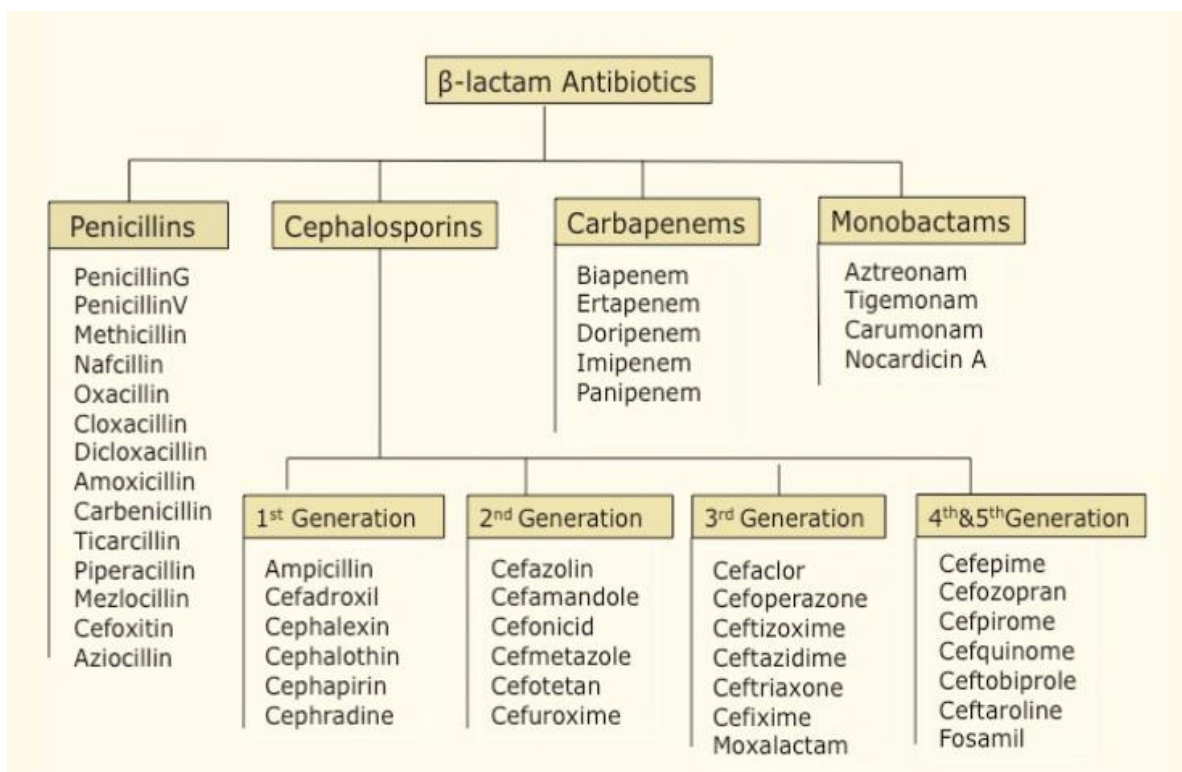 β-lactam Antibiotics
Penicillins
PenicillinG
PenicillinV
Methicillin
Nafcillin
Oxacillin
Cloxacillin
Dicloxacillin
Amoxicillin
Carbenicillin
Ticarcillin
Piperacillin
Mezlocillin
Cefoxitin
Aziocillin
Cephalosporins
1st Generation
Ampicillin
Cefadroxil
Cephalexin
Cephalothin
Cephapirin
Cephradine
2nd Generation
Cefazolin
Cefamandole
Cefonicid
Cefmetazole
Cefotetan
Cefuroxime
3rd Generation
Cefaclor
Cefoperazone
Ceftizoxime
Ceftazidime
Ceftriaxone
Cefixime
Moxalactam
4th&5thGeneration
Cefepime
Cefozopran
Cefpirome
Cefquinome
Ceftobiprole
Ceftaroline
Fosamil
Carbapenems
Biapenem
Ertapenem
Doripenem
Imipenem
Panipenem
Monobactams
Aztreonam
Tigemonam
Carumonam
Nocardicin A